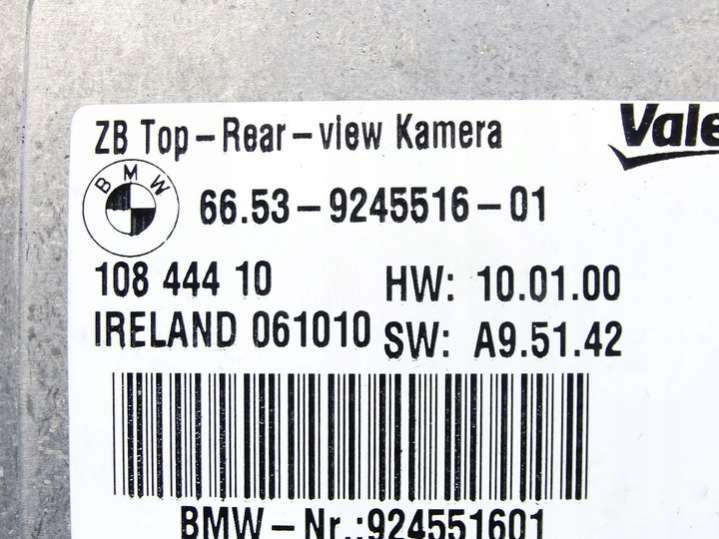 ZB Top-Rear-view Kamera
Vale
BMW
66.53-9245516-01
108 444 10
HW: 10.01.00
IRELAND 061010
SW: A9.51.42
BMW-Nr.:924551601